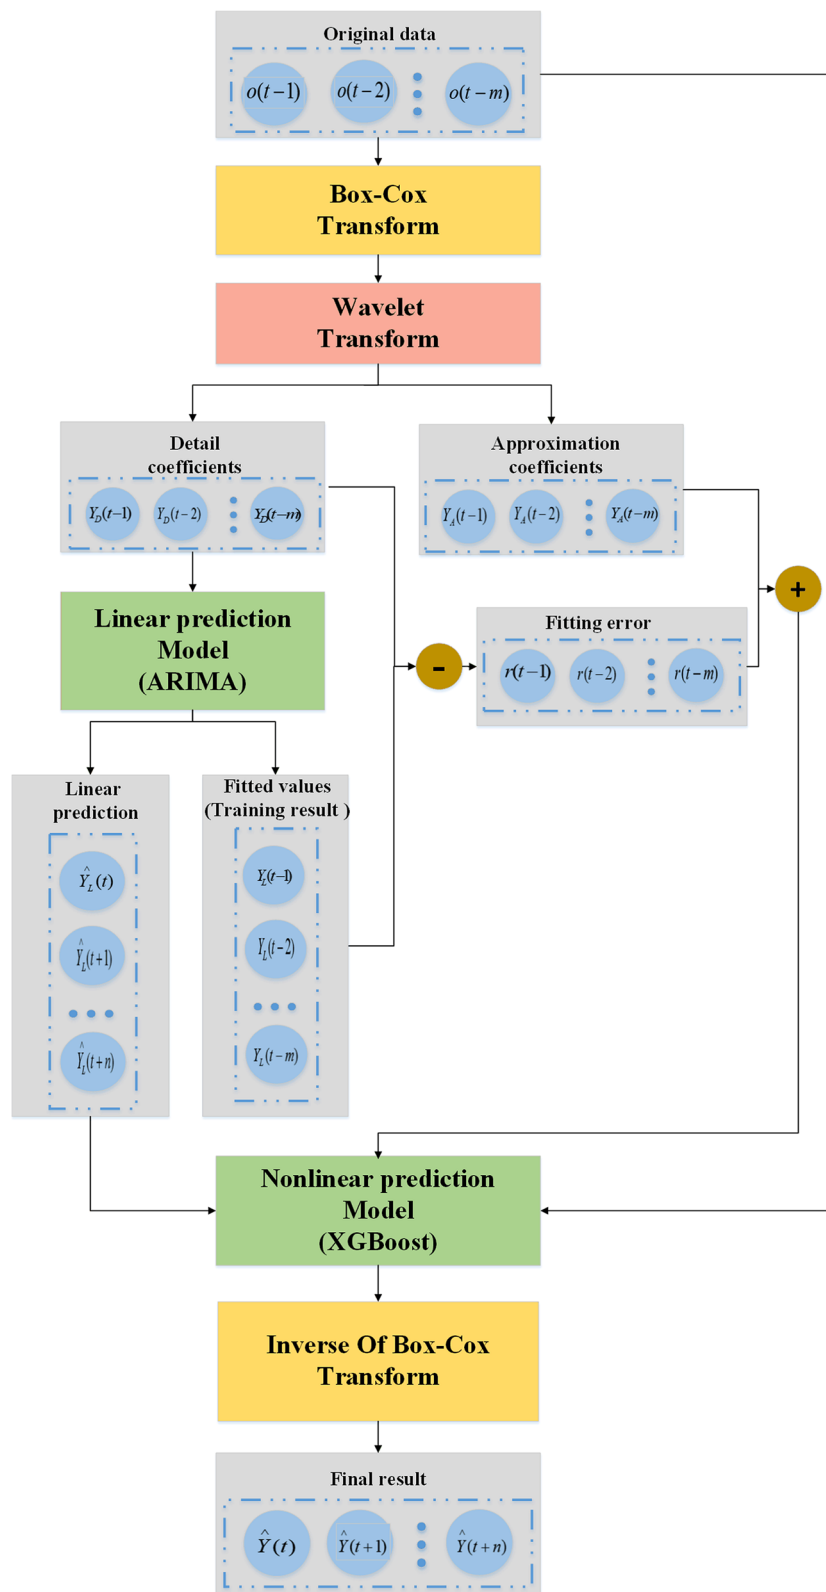 Original data
o(t−1) o(t−2) o(t−m)
Box-Cox
Transform
Wavelet
Transform
Detail
coefficients
Y_D(t−1) Y_D(t−2) Y_D(t−m)
Approximation
coefficients
Y_A(t−1) Y_A(t−2) Y_A(t−m)
+
Linear prediction
Model
(ARIMA)
-
Fitting error
r(t−1) r(t−2) r(t−m)
Linear
prediction
Ŷ_L(t)
Ŷ_L(t+1)
Ŷ_L(t+n)
Fitted values
(Training result )
Y_L(t−1)
Y_L(t−2)
Y_L(t−m)
Nonlinear prediction
Model
(XGBoost)
Inverse Of Box-Cox
Transform
Final result
Ŷ(t) Ŷ(t+1) Ŷ(t+n)